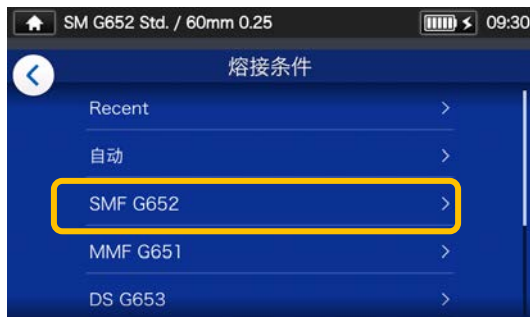 SM G652 Std. / 60mm 0.25 09:30
熔接条件
Recent
自动
SMF G652
MMF G651
DS G653